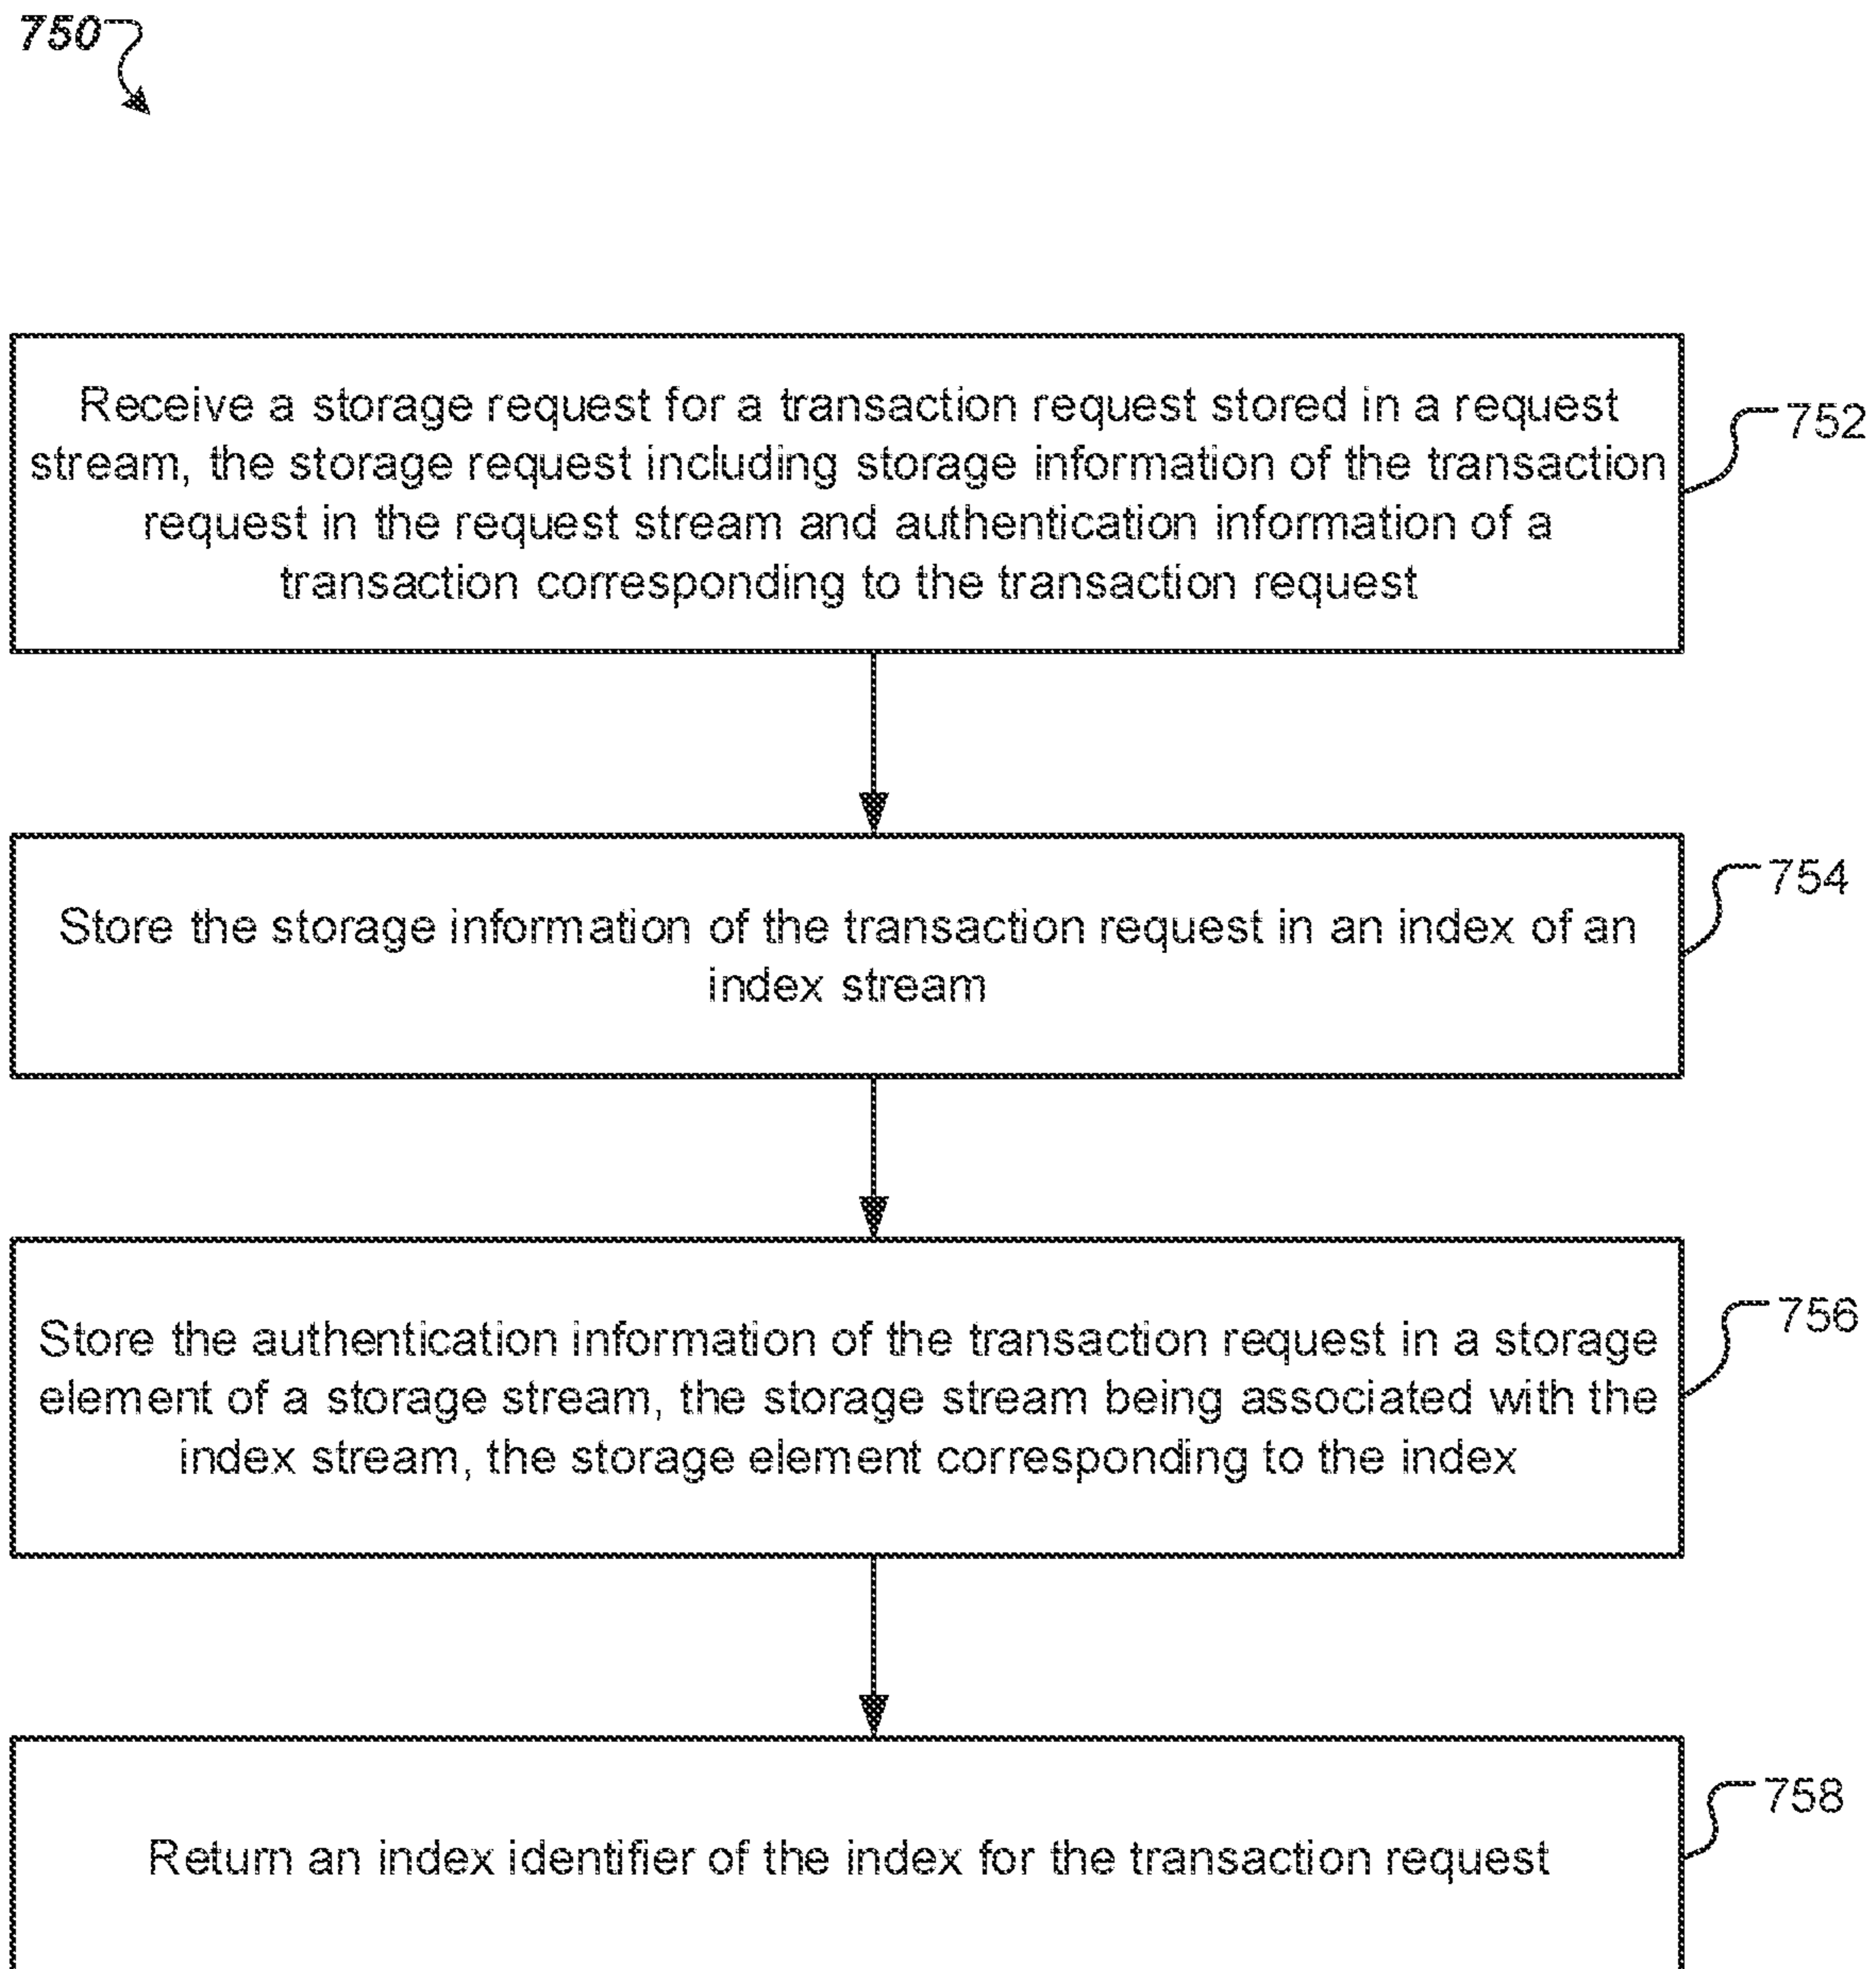 750
Receive a storage request for a transaction request stored in a request
stream, the storage request including storage information of the transaction
request in the request stream and authentication information of a
transaction corresponding to the transaction request
752
Store the storage information of the transaction request in an index of an
index stream
754
Store the authentication information of the transaction request in a storage
element of a storage stream, the storage stream being associated with the
index stream, the storage element corresponding to the index
756
Return an index identifier of the index for the transaction request
758